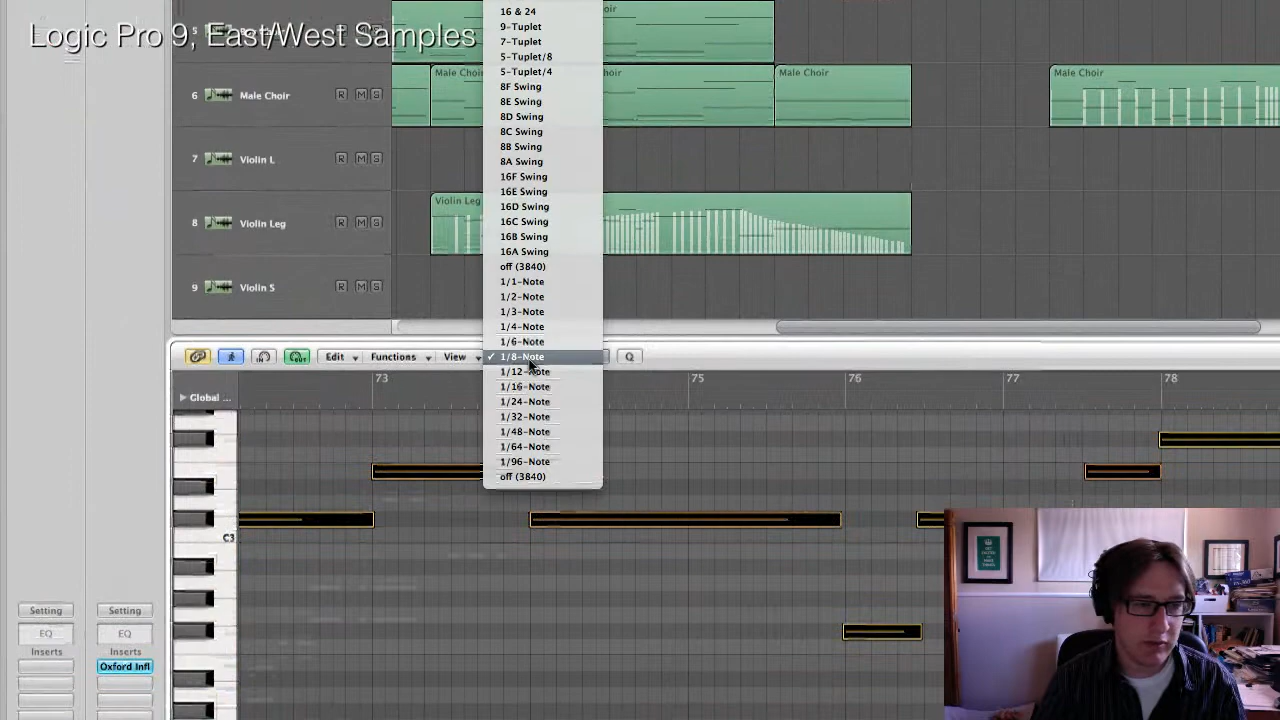 Logic Pro 9, East/West Samples
5
oir
6 Male Choir R M S
Male Choir
hoir
Male Choir
Male Choir
7 Violin L R M S
8 Violin Leg R M S
Violin Leg
9 Violin S R M S
16 & 24
9-Tuplet
7-Tuplet
5-Tuplet/8
5-Tuplet/4
8F Swing
8E Swing
8D Swing
8C Swing
8B Swing
8A Swing
16F Swing
16E Swing
16D Swing
16C Swing
16B Swing
16A Swing
off (3840)
1/1-Note
1/2-Note
1/3-Note
1/4-Note
1/6-Note
✓ 1/8-Note
1/12-Note
1/16-Note
1/24-Note
1/32-Note
1/48-Note
1/64-Note
1/96-Note
off (3840)
IN OUT Edit Functions View Q
73 75 76 77 78
Global ...
C3
Setting Setting
EQ EQ
Inserts Inserts
Oxford Infl